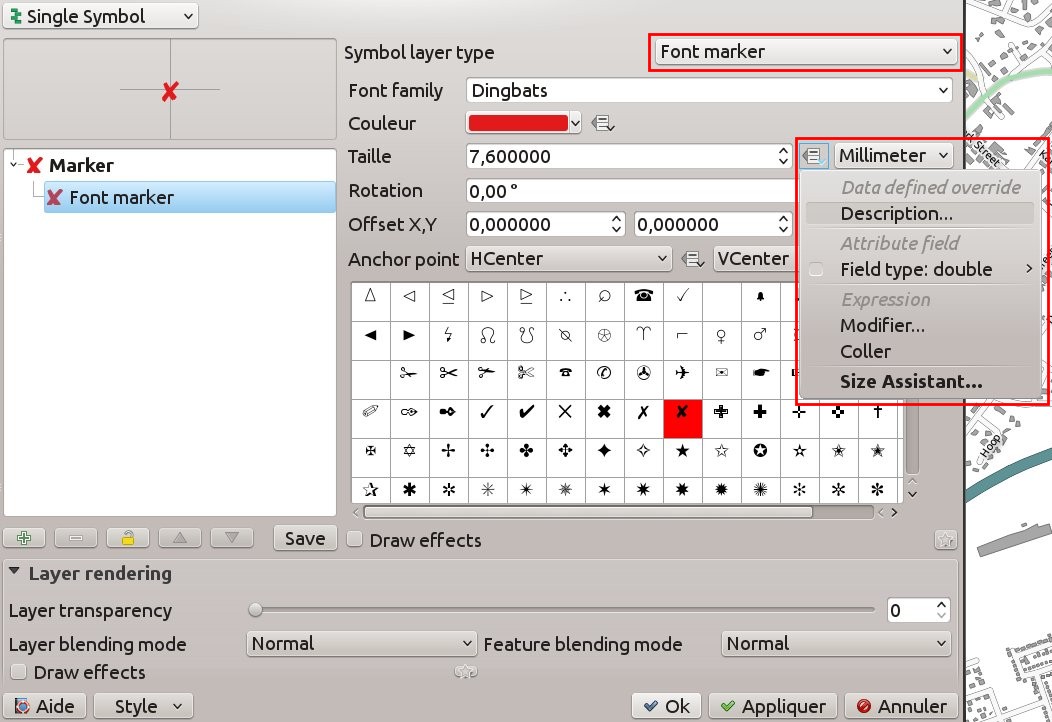 Single Symbol
Symbol layer type
Font marker
Font family
Dingbats
Couleur
Taille
7,600000
Millimeter
Marker
Font marker
Rotation
0,00 °
Offset X,Y
0,000000
0,000000
Anchor point
HCenter
VCenter
Data defined override
Description...
Attribute field
Field type: double
Expression
Modifier...
Coller
Size Assistant...
Save
Draw effects
Layer rendering
Layer transparency
0
Layer blending mode
Normal
Feature blending mode
Normal
Draw effects
Aide
Style
Ok
Appliquer
Annuler
Street
Hoop